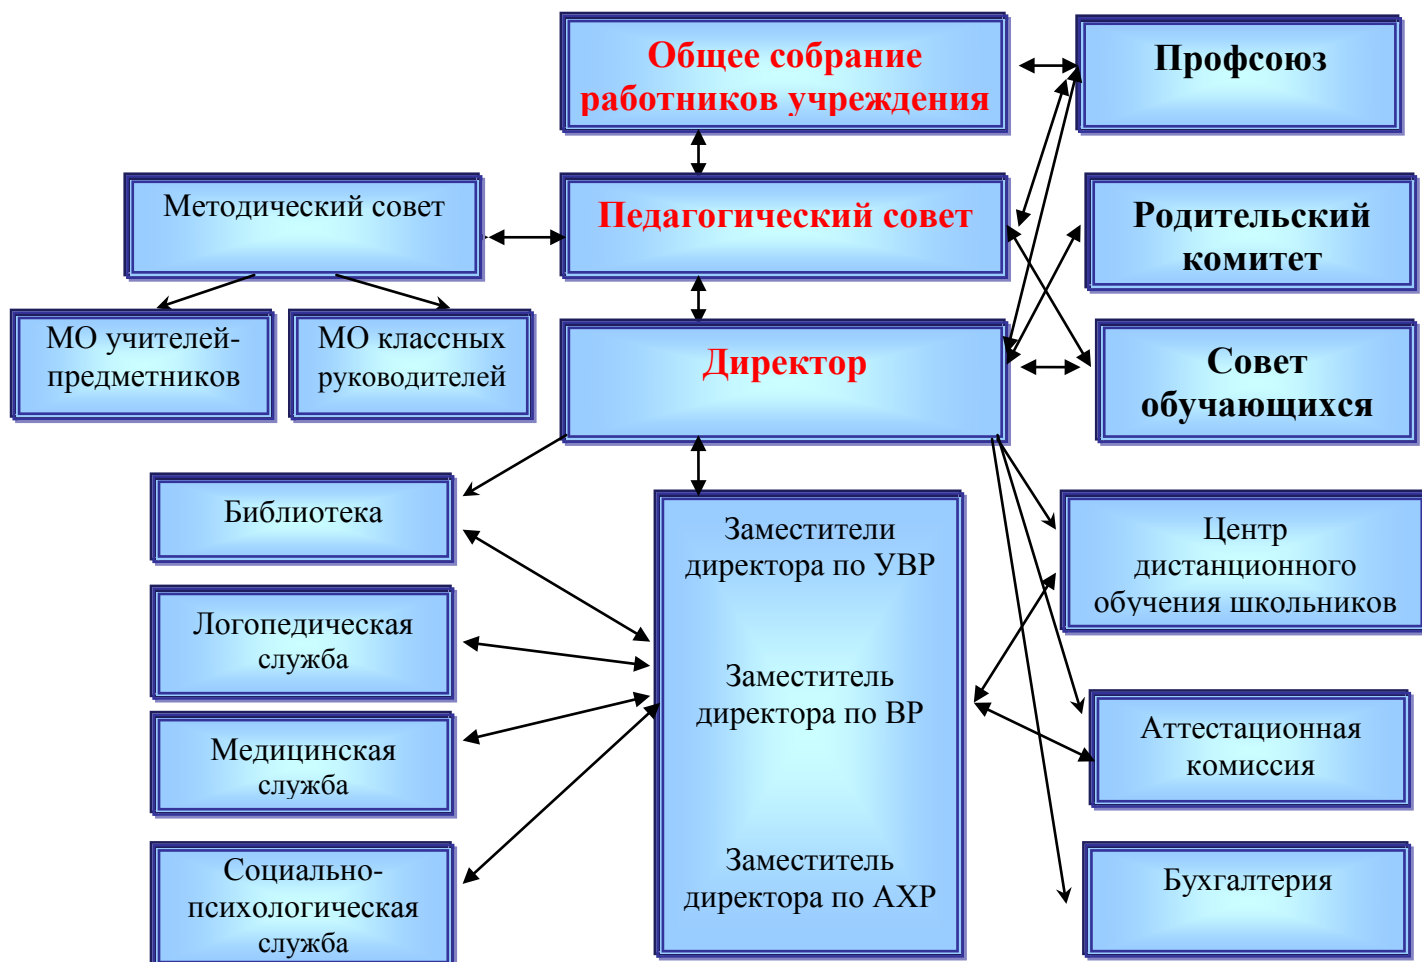 Общее собрание
работников учреждения
Профсоюз
Методический совет
Педагогический совет
Родительский
комитет
МО учителей-
предметников
МО классных
руководителей
Директор
Совет
обучающихся
Библиотека
Заместители
директора по УВР
Центр
дистанционного
обучения школьников
Логопедическая
служба
Заместитель
директора по ВР
Медицинская
служба
Аттестационная
комиссия
Социально-
психологическая
служба
Заместитель
директора по АХР
Бухгалтерия